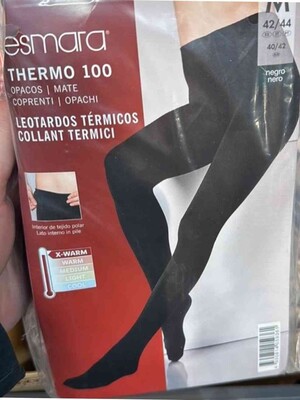 esmara
THERMO 100
OPACOS | MATE
COPRENTI | OPACHI
LEOTARDOS TÉRMICOS
COLLANT TERMICI
M
42/44
40/42
negro
nero
Interior de tejido polar
Lato interno in pile
X-WARM
WARM
MEDIUM
LIGHT
COOL